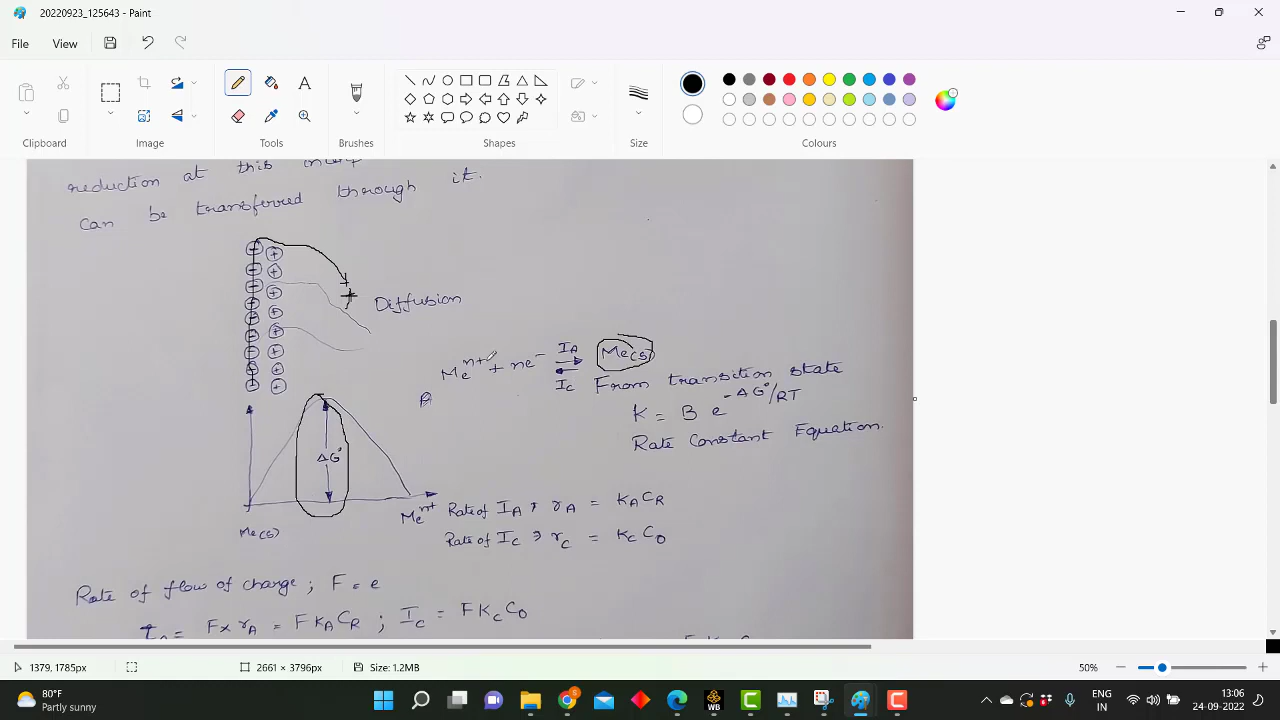 20220923_125643 - Paint
File View
Clipboard Image Tools Brushes Shapes Size Colours
reduction at this
can be transferred through it.
Diffusion
Me^n+ + ne^- ⇌ Me(s)
I_A
I_C
From transition state
K = B e^-ΔG°/RT
Rate Constant Equation.
ΔG°
Me(s)
Me^n+
Rate of I_A , r_A = K_A C_R
Rate of I_C , r_C = K_C C_O
Rate of flow of charge ; F = e
F x r_A = F K_A C_R ; I_C = F K_C C_O
1379, 1785px 2661 × 3796px Size: 1.2MB 50%
80°F
Partly sunny
WB
ENG
IN
13:06
24-09-2022